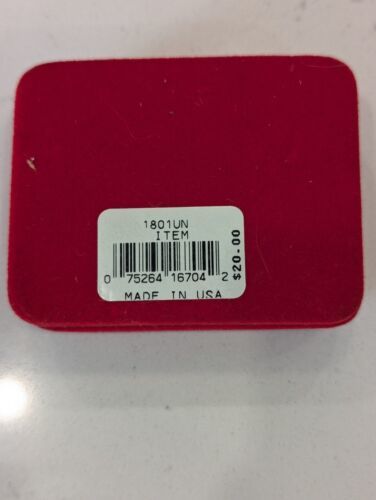 1801UN
ITEM
0 75264 16704 2
MADE IN USA
$20.00